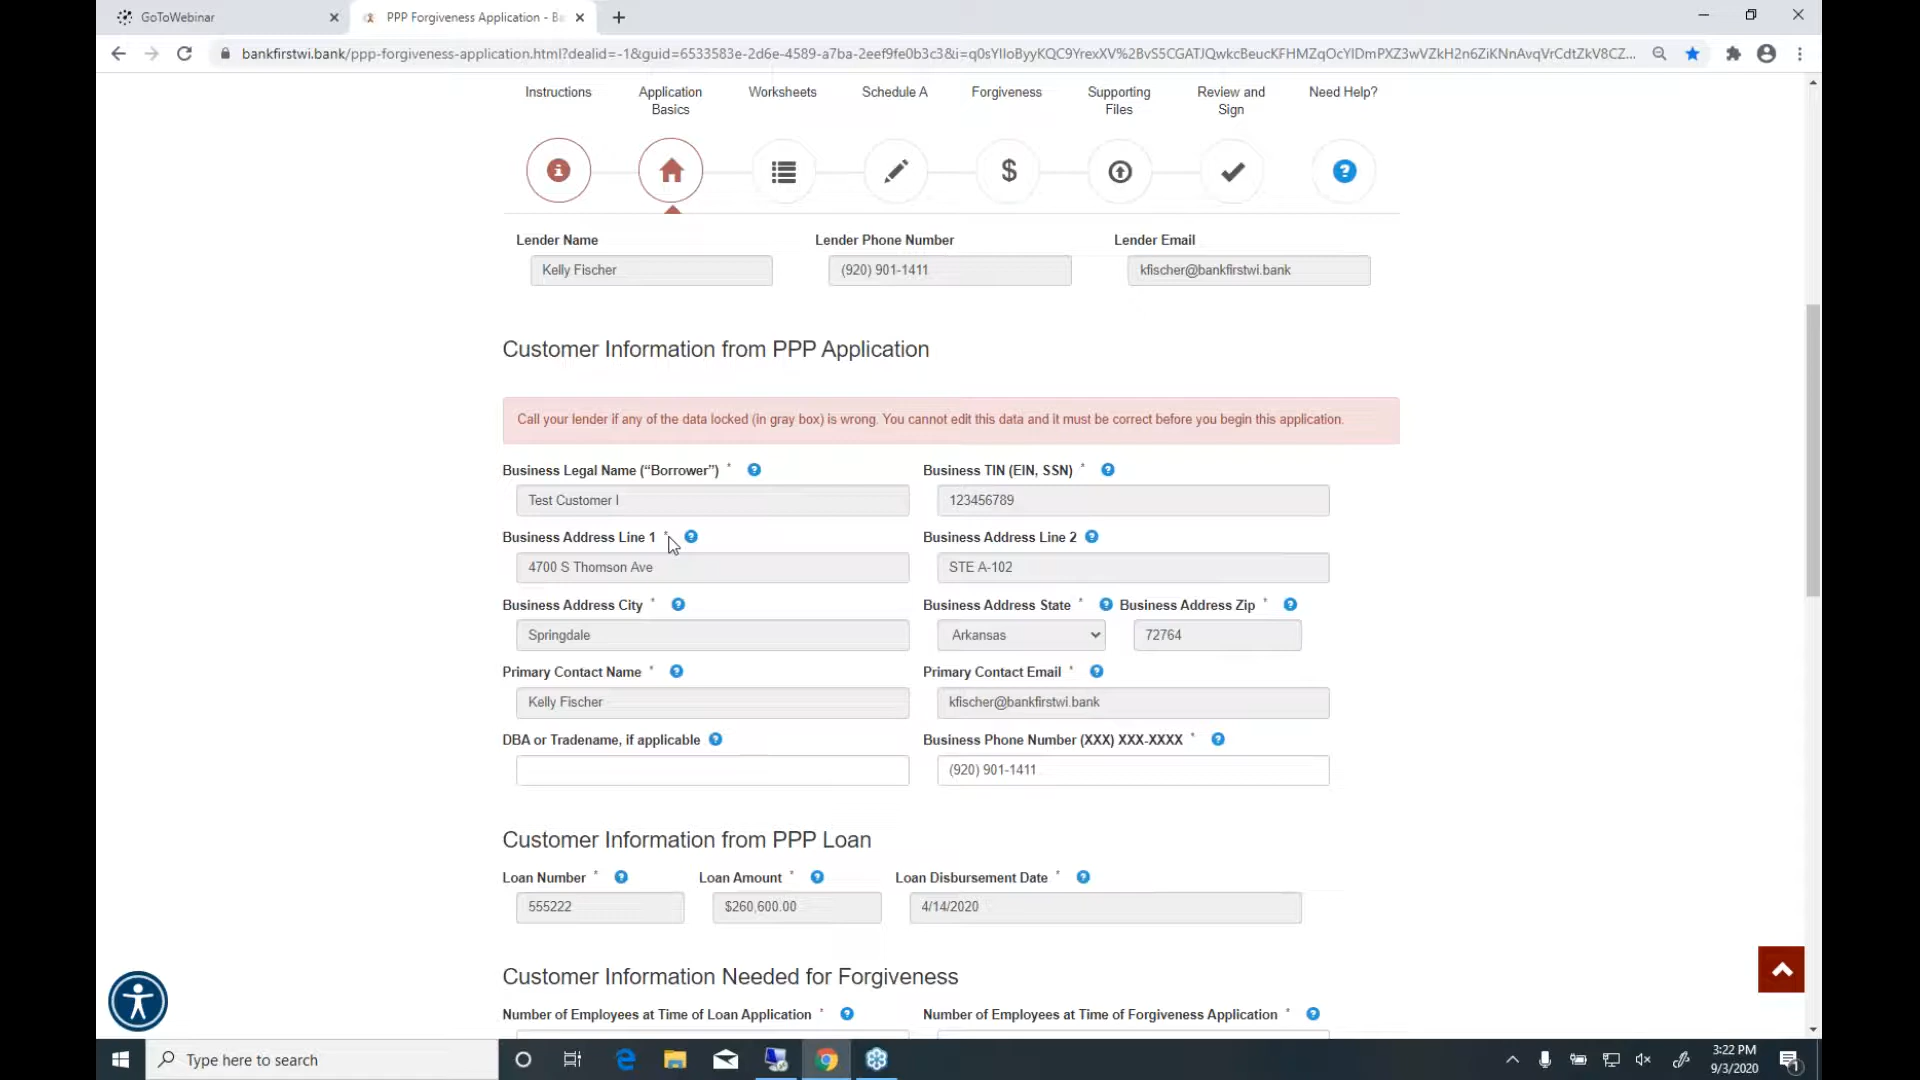 GoToWebinar
PPP Forgiveness Application - Ba
bankfirstwi.bank/ppp-forgiveness-application.html?dealid=-1&guid=6533583e-2d6e-4589-a7ba-2eef9fe0b3c3&i=
Instructions
Application Basics
Worksheets
Schedule A
Forgiveness
Supporting Files
Review and Sign
Need Help?
Lender Name
Lender Phone Number
Lender Email
Kelly Fischer
(920) 901-1411
kfischer@bankfirstwi.bank
Customer Information from PPP Application
Call your lender if any of the data locked (in gray box) is wrong. You cannot edit this data and it must be correct before you begin this application.
Business Legal Name (“Borrower”) *
Business TIN (EIN, SSN) *
Test Customer I
123456789
Business Address Line 1 *
Business Address Line 2
4700 S Thomson Ave
STE A-102
Business Address City *
Business Address State *
Business Address Zip *
Springdale
Arkansas
72764
Primary Contact Name *
Primary Contact Email *
Kelly Fischer
kfischer@bankfirstwi.bank
DBA or Tradename, if applicable
Business Phone Number (XXX) XXX-XXXX *
(920) 901-1411
Customer Information from PPP Loan
Loan Number *
Loan Amount *
Loan Disbursement Date *
555222
$260,600.00
4/14/2020
Customer Information Needed for Forgiveness
Number of Employees at Time of Loan Application *
Number of Employees at Time of Forgiveness Application *
Type here to search
3:22 PM
9/3/2020
1